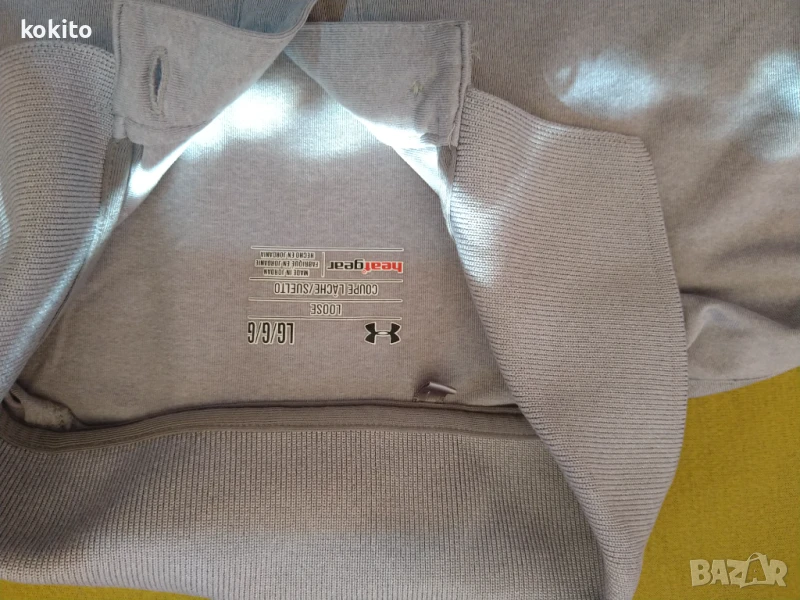 kokito
LG/G/G
LOOSE
COUPE LÂCHE/SUELTO
heatgear
MADE IN JORDAN
FABRIQUÉ EN JORDANIE
HECHO EN JORDANIA
BAZAR